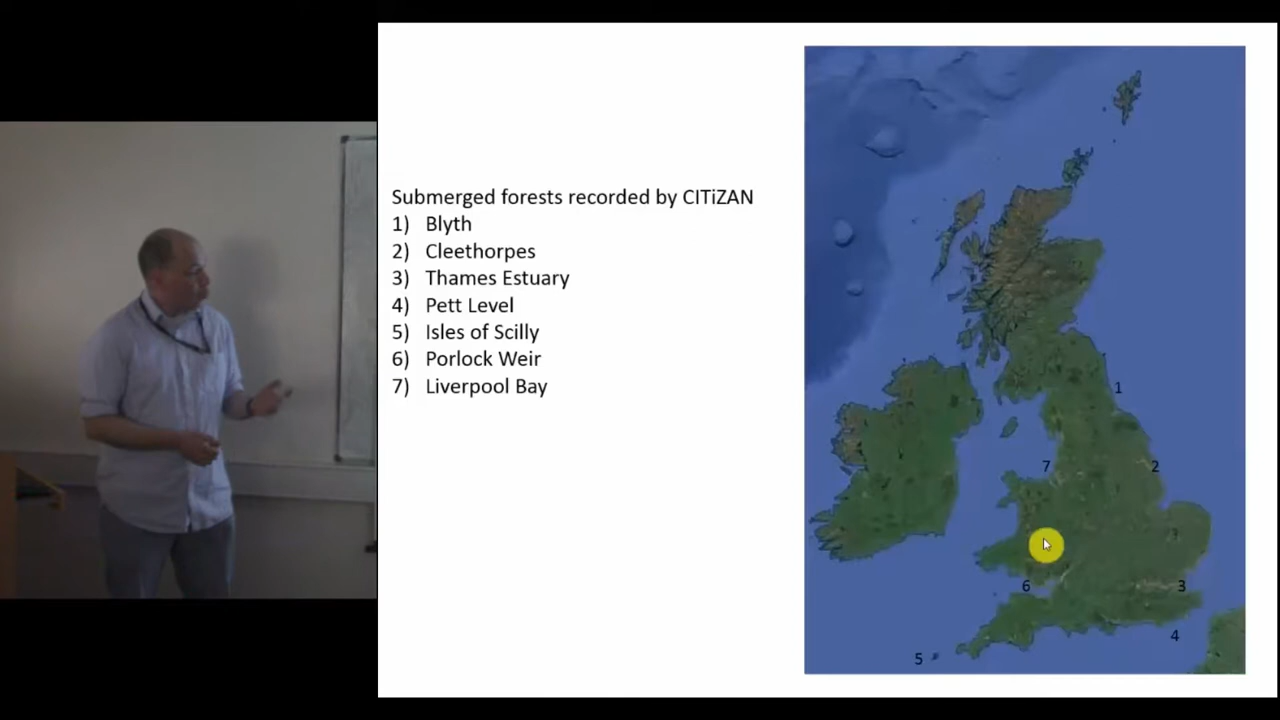 Submerged forests recorded by CITiZAN
1) Blyth
2) Cleethorpes
3) Thames Estuary
4) Pett Level
5) Isles of Scilly
6) Porlock Weir
7) Liverpool Bay
1
7
2
6
3
4
5